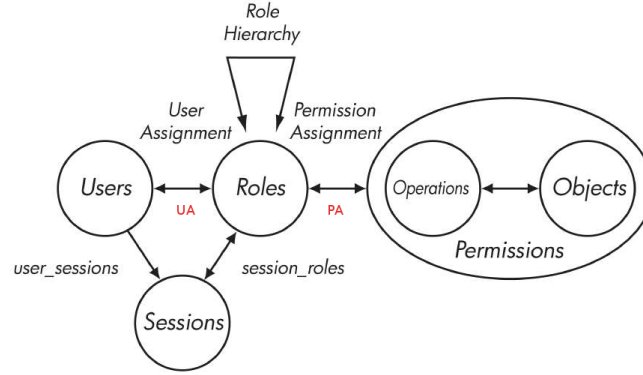 Role
Hierarchy
User
Assignment
Permission
Assignment
Users
Roles
Operations
Objects
UA
PA
Permissions
user_sessions
session_roles
Sessions